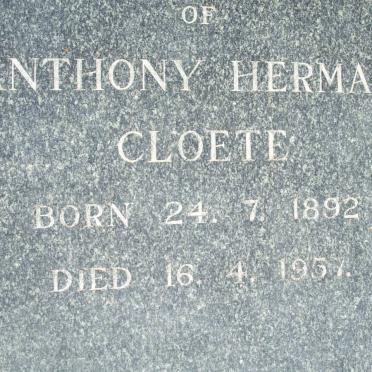 OF
ANTHONY HERMA
CLOETE
BORN 24. 7. 1892
DIED 16. 4. 1957.